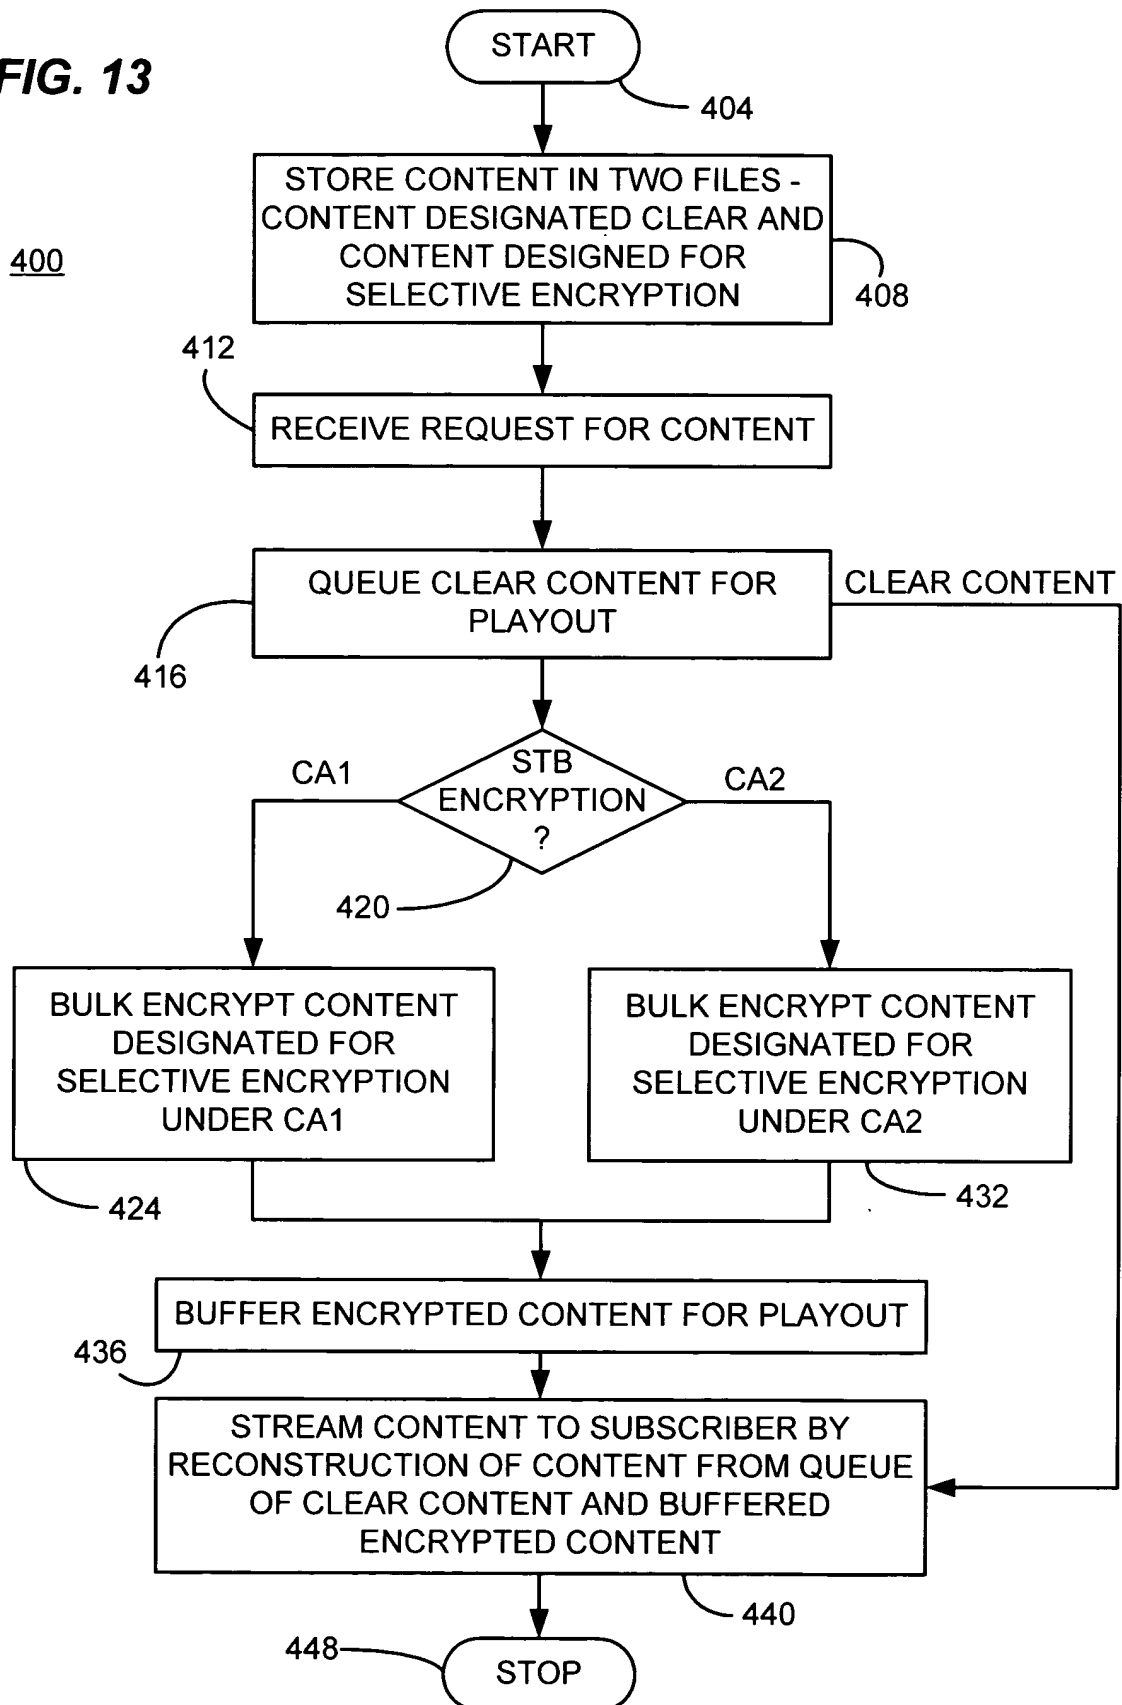 FIG. 13
START
404
400
STORE CONTENT IN TWO FILES -
CONTENT DESIGNATED CLEAR AND
CONTENT DESIGNED FOR
SELECTIVE ENCRYPTION
408
412
RECEIVE REQUEST FOR CONTENT
QUEUE CLEAR CONTENT FOR
PLAYOUT
CLEAR CONTENT
416
CA1
STB
ENCRYPTION
?
CA2
420
BULK ENCRYPT CONTENT
DESIGNATED FOR
SELECTIVE ENCRYPTION
UNDER CA1
BULK ENCRYPT CONTENT
DESIGNATED FOR
SELECTIVE ENCRYPTION
UNDER CA2
424
432
BUFFER ENCRYPTED CONTENT FOR PLAYOUT
436
STREAM CONTENT TO SUBSCRIBER BY
RECONSTRUCTION OF CONTENT FROM QUEUE
OF CLEAR CONTENT AND BUFFERED
ENCRYPTED CONTENT
440
448
STOP